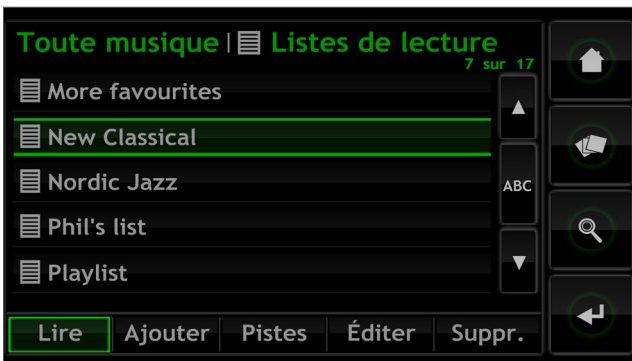 Toute musique | Listes de lecture
7 sur 17
More favourites
New Classical
Nordic Jazz
ABC
Phil's list
Playlist
Lire Ajouter Pistes Éditer Suppr.